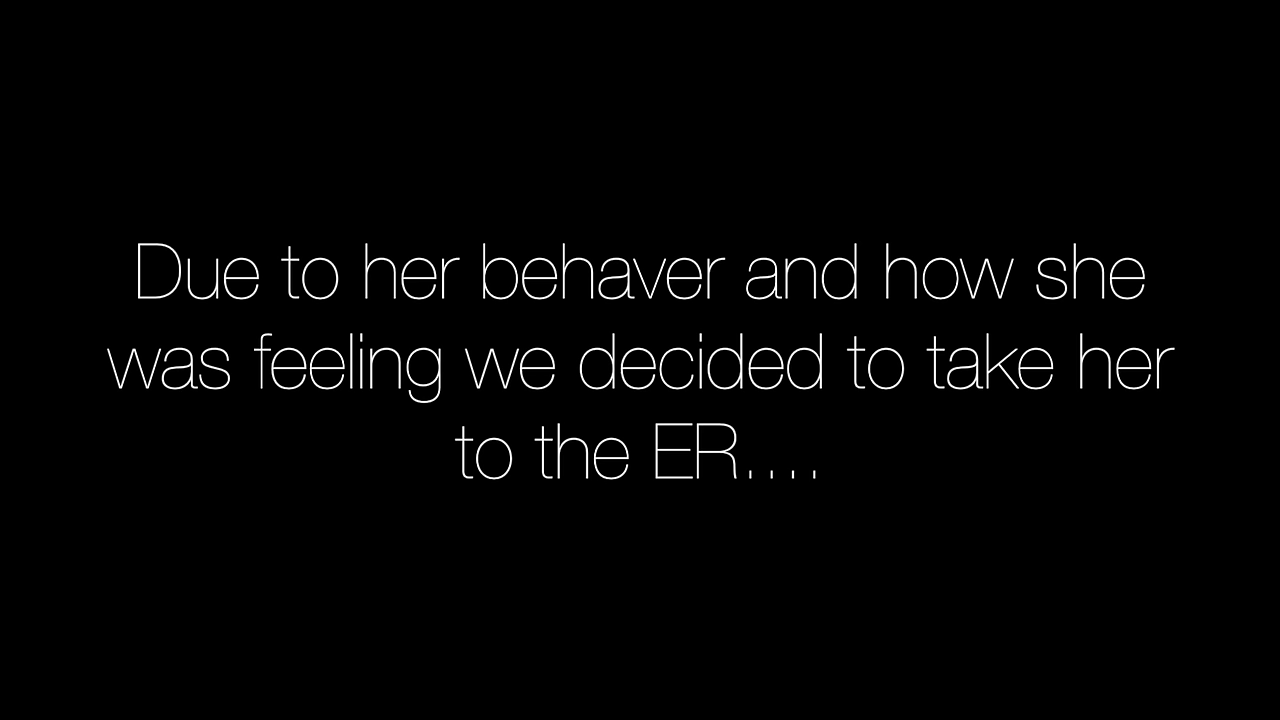 Due to her behaver and how she
was feeling we decided to take her
to the ER....